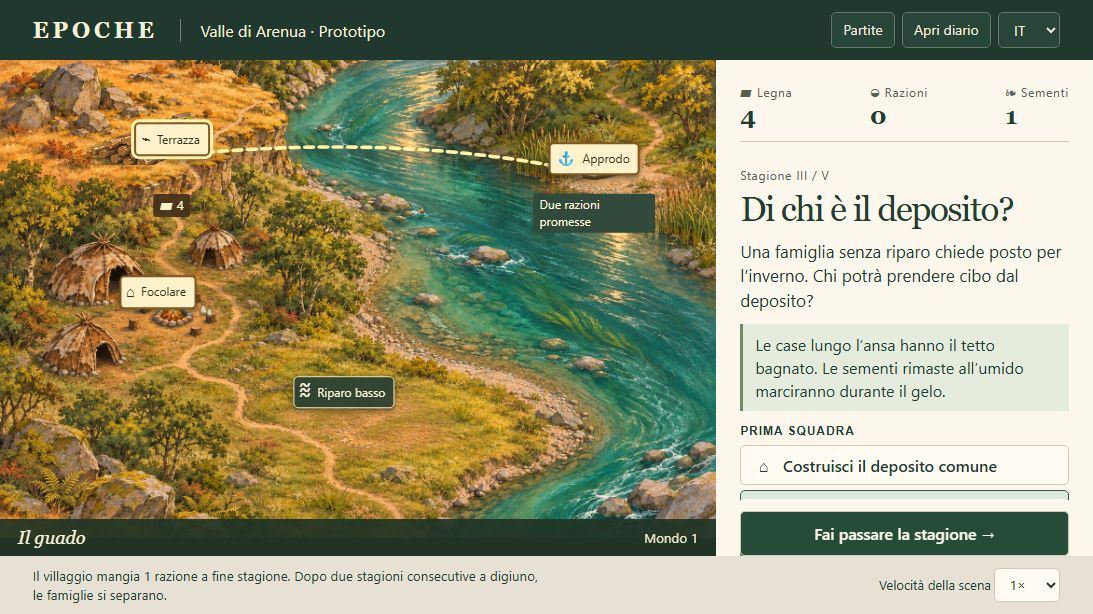 EPOCHE
Valle di Arenua · Prototipo
Partite
Apri diario
IT
Terrazza
4
Approdo
Due razioni
promesse
Focolare
Riparo basso
Il guado
Mondo 1
Legna
4
Razioni
0
Sementi
1
Stagione III / V
Di chi è il deposito?
Una famiglia senza riparo chiede posto per
l'inverno. Chi potrà prendere cibo dal
deposito?
Le case lungo l'ansa hanno il tetto
bagnato. Le sementi rimaste all'umido
marciranno durante il gelo.
PRIMA SQUADRA
Costruisci il deposito comune
Fai passare la stagione →
Il villaggio mangia 1 razione a fine stagione. Dopo due stagioni consecutive a digiuno,
le famiglie si separano.
Velocità della scena
1×